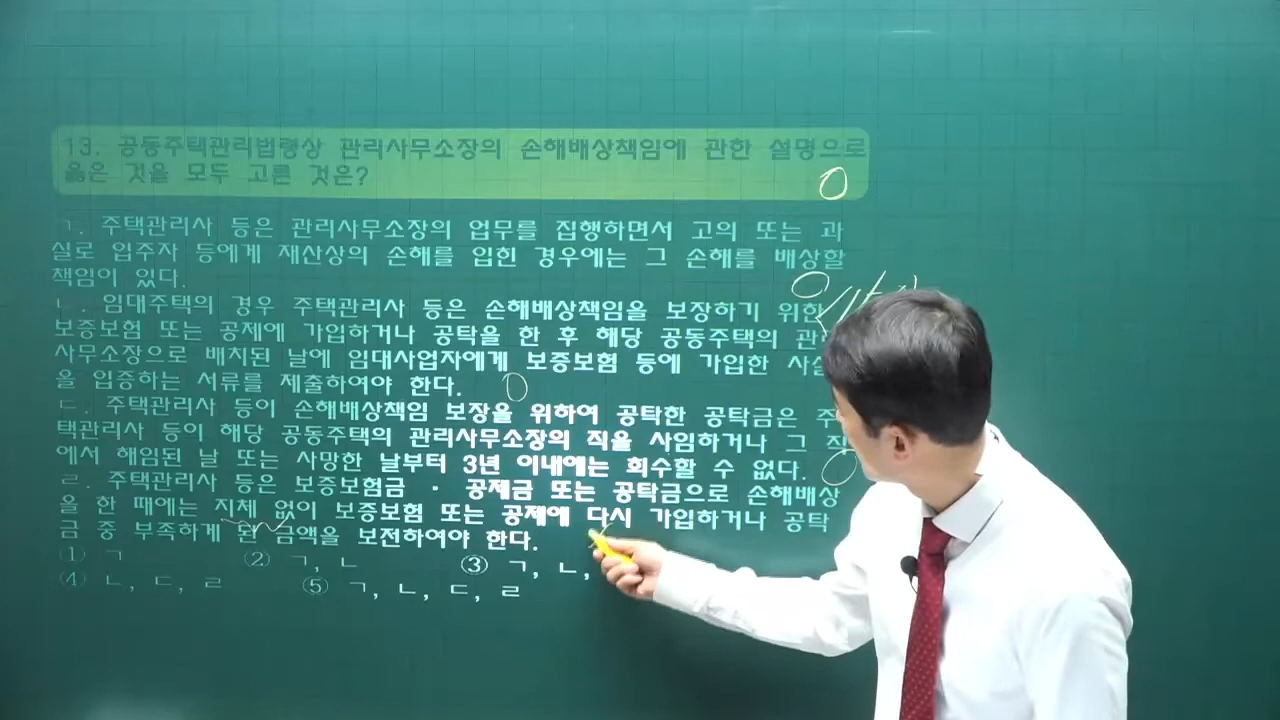 13. 공동주택관리법령상 관리사무소장의 손해배상책임에 관한 설명으로
옳은 것을 모두 고른 것은?
ㄱ. 주택관리사 등은 관리사무소장의 업무를 집행하면서 고의 또는 과
실로 입주자 등에게 재산상의 손해를 입힌 경우에는 그 손해를 배상할
책임이 있다.
ㄴ. 임대주택의 경우 주택관리사 등은 손해배상책임을 보장하기 위한
보증보험 또는 공제에 가입하거나 공탁을 한 후 해당 공동주택의
사무소장으로 배치된 날에 임대사업자에게 보증보험 등에 가입한
을 입증하는 서류를 제출하여야 한다.
ㄷ. 주택관리사 등이 손해배상책임 보장을 위하여 공탁한 공탁금은 주
택관리사 등이 해당 공동주택의 관리사무소장의 직을 사임하거나 그
에서 해임된 날 또는 사망한 날부터 3년 이내에는 회수할 수 없다.
ㄹ. 주택관리사 등은 보증보험금 · 공제금 또는 공탁금으로 손해배상
을 한 때에는 지체 없이 보증보험 또는 공제에 다시 가입하거나 공탁
금 중 부족하게 된 금액을 보전하여야 한다.
① ㄱ ② ㄱ, ㄴ ③ ㄱ, ㄴ,
④ ㄴ, ㄷ, ㄹ ⑤ ㄱ, ㄴ, ㄷ, ㄹ